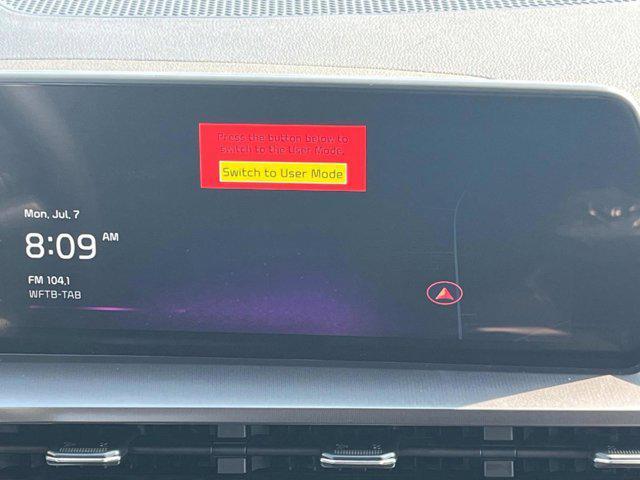 Press the button below to
switch to the User Mode.
Switch to User Mode
Mon, Jul. 7
8:09 AM
FM 104.1
WFTB-TAB